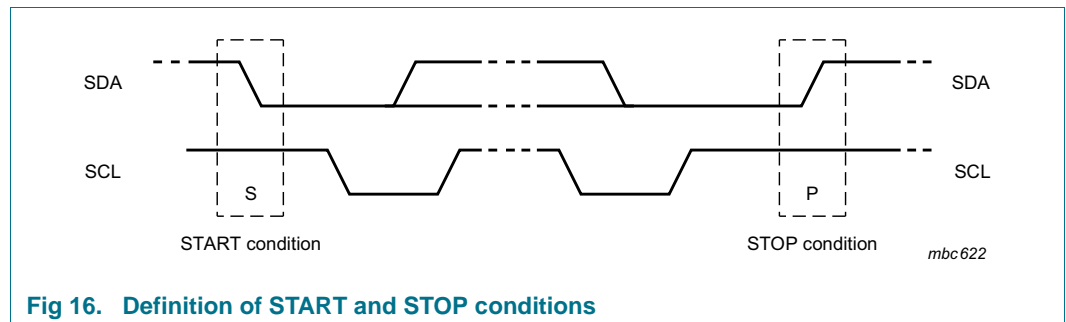 SDA
SDA
SCL
SCL
S
P
START condition
STOP condition
mbc622
Fig 16. Definition of START and STOP conditions